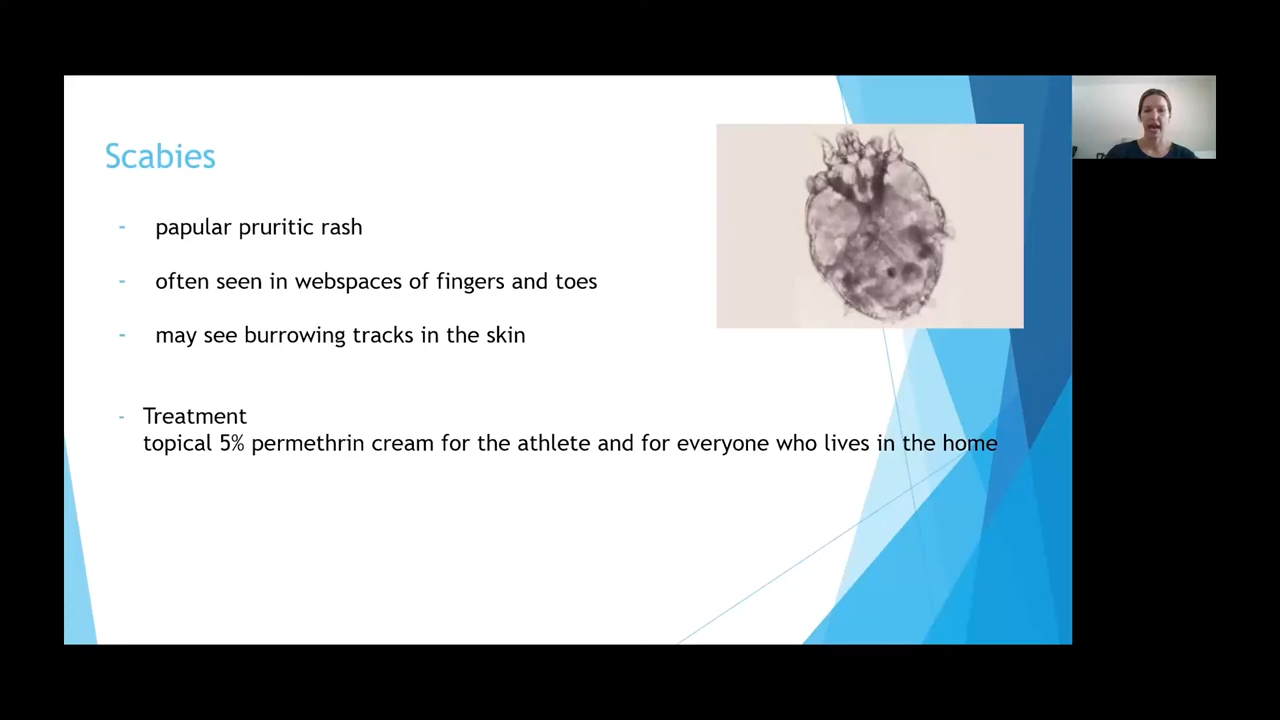 Scabies
- papular pruritic rash
- often seen in webspaces of fingers and toes
- may see burrowing tracks in the skin
- Treatment
topical 5% permethrin cream for the athlete and for everyone who lives in the home